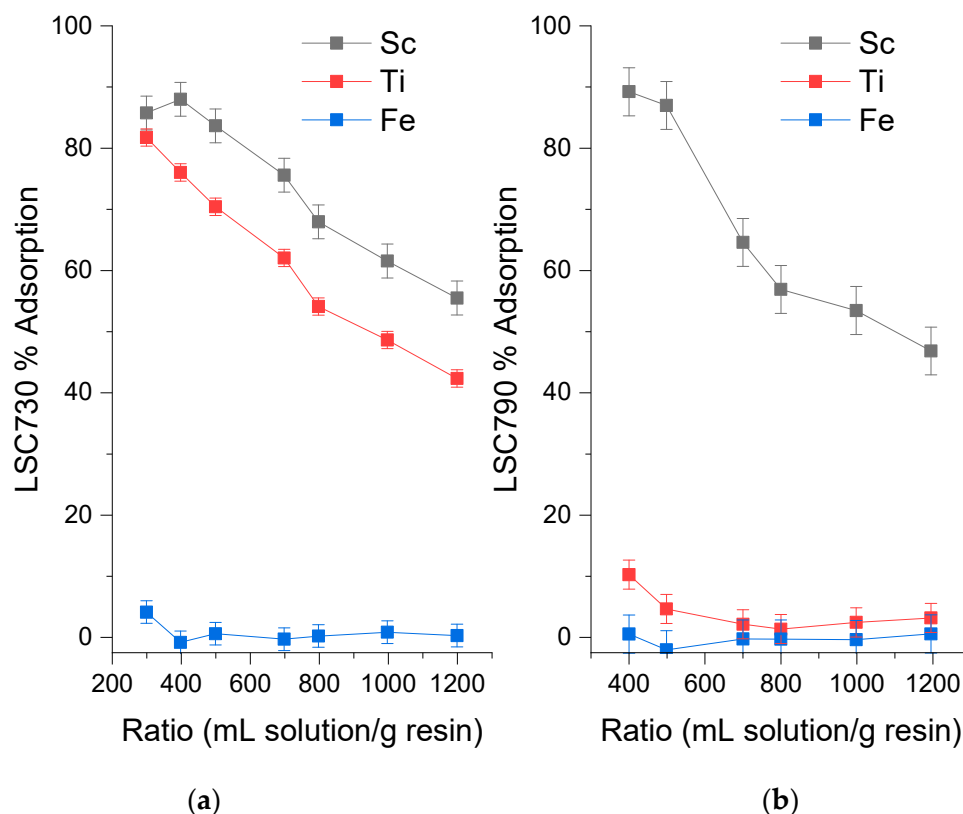 LSC730 % Adsorption
100
80
60
40
20
0
200 400 600 800 1000 1200
Ratio (mL solution/g resin)
Sc
Ti
Fe
(a)
LSC790 % Adsorption
100
80
60
40
20
0
400 600 800 1000 1200
Ratio (mL solution/g resin)
Sc
Ti
Fe
(b)